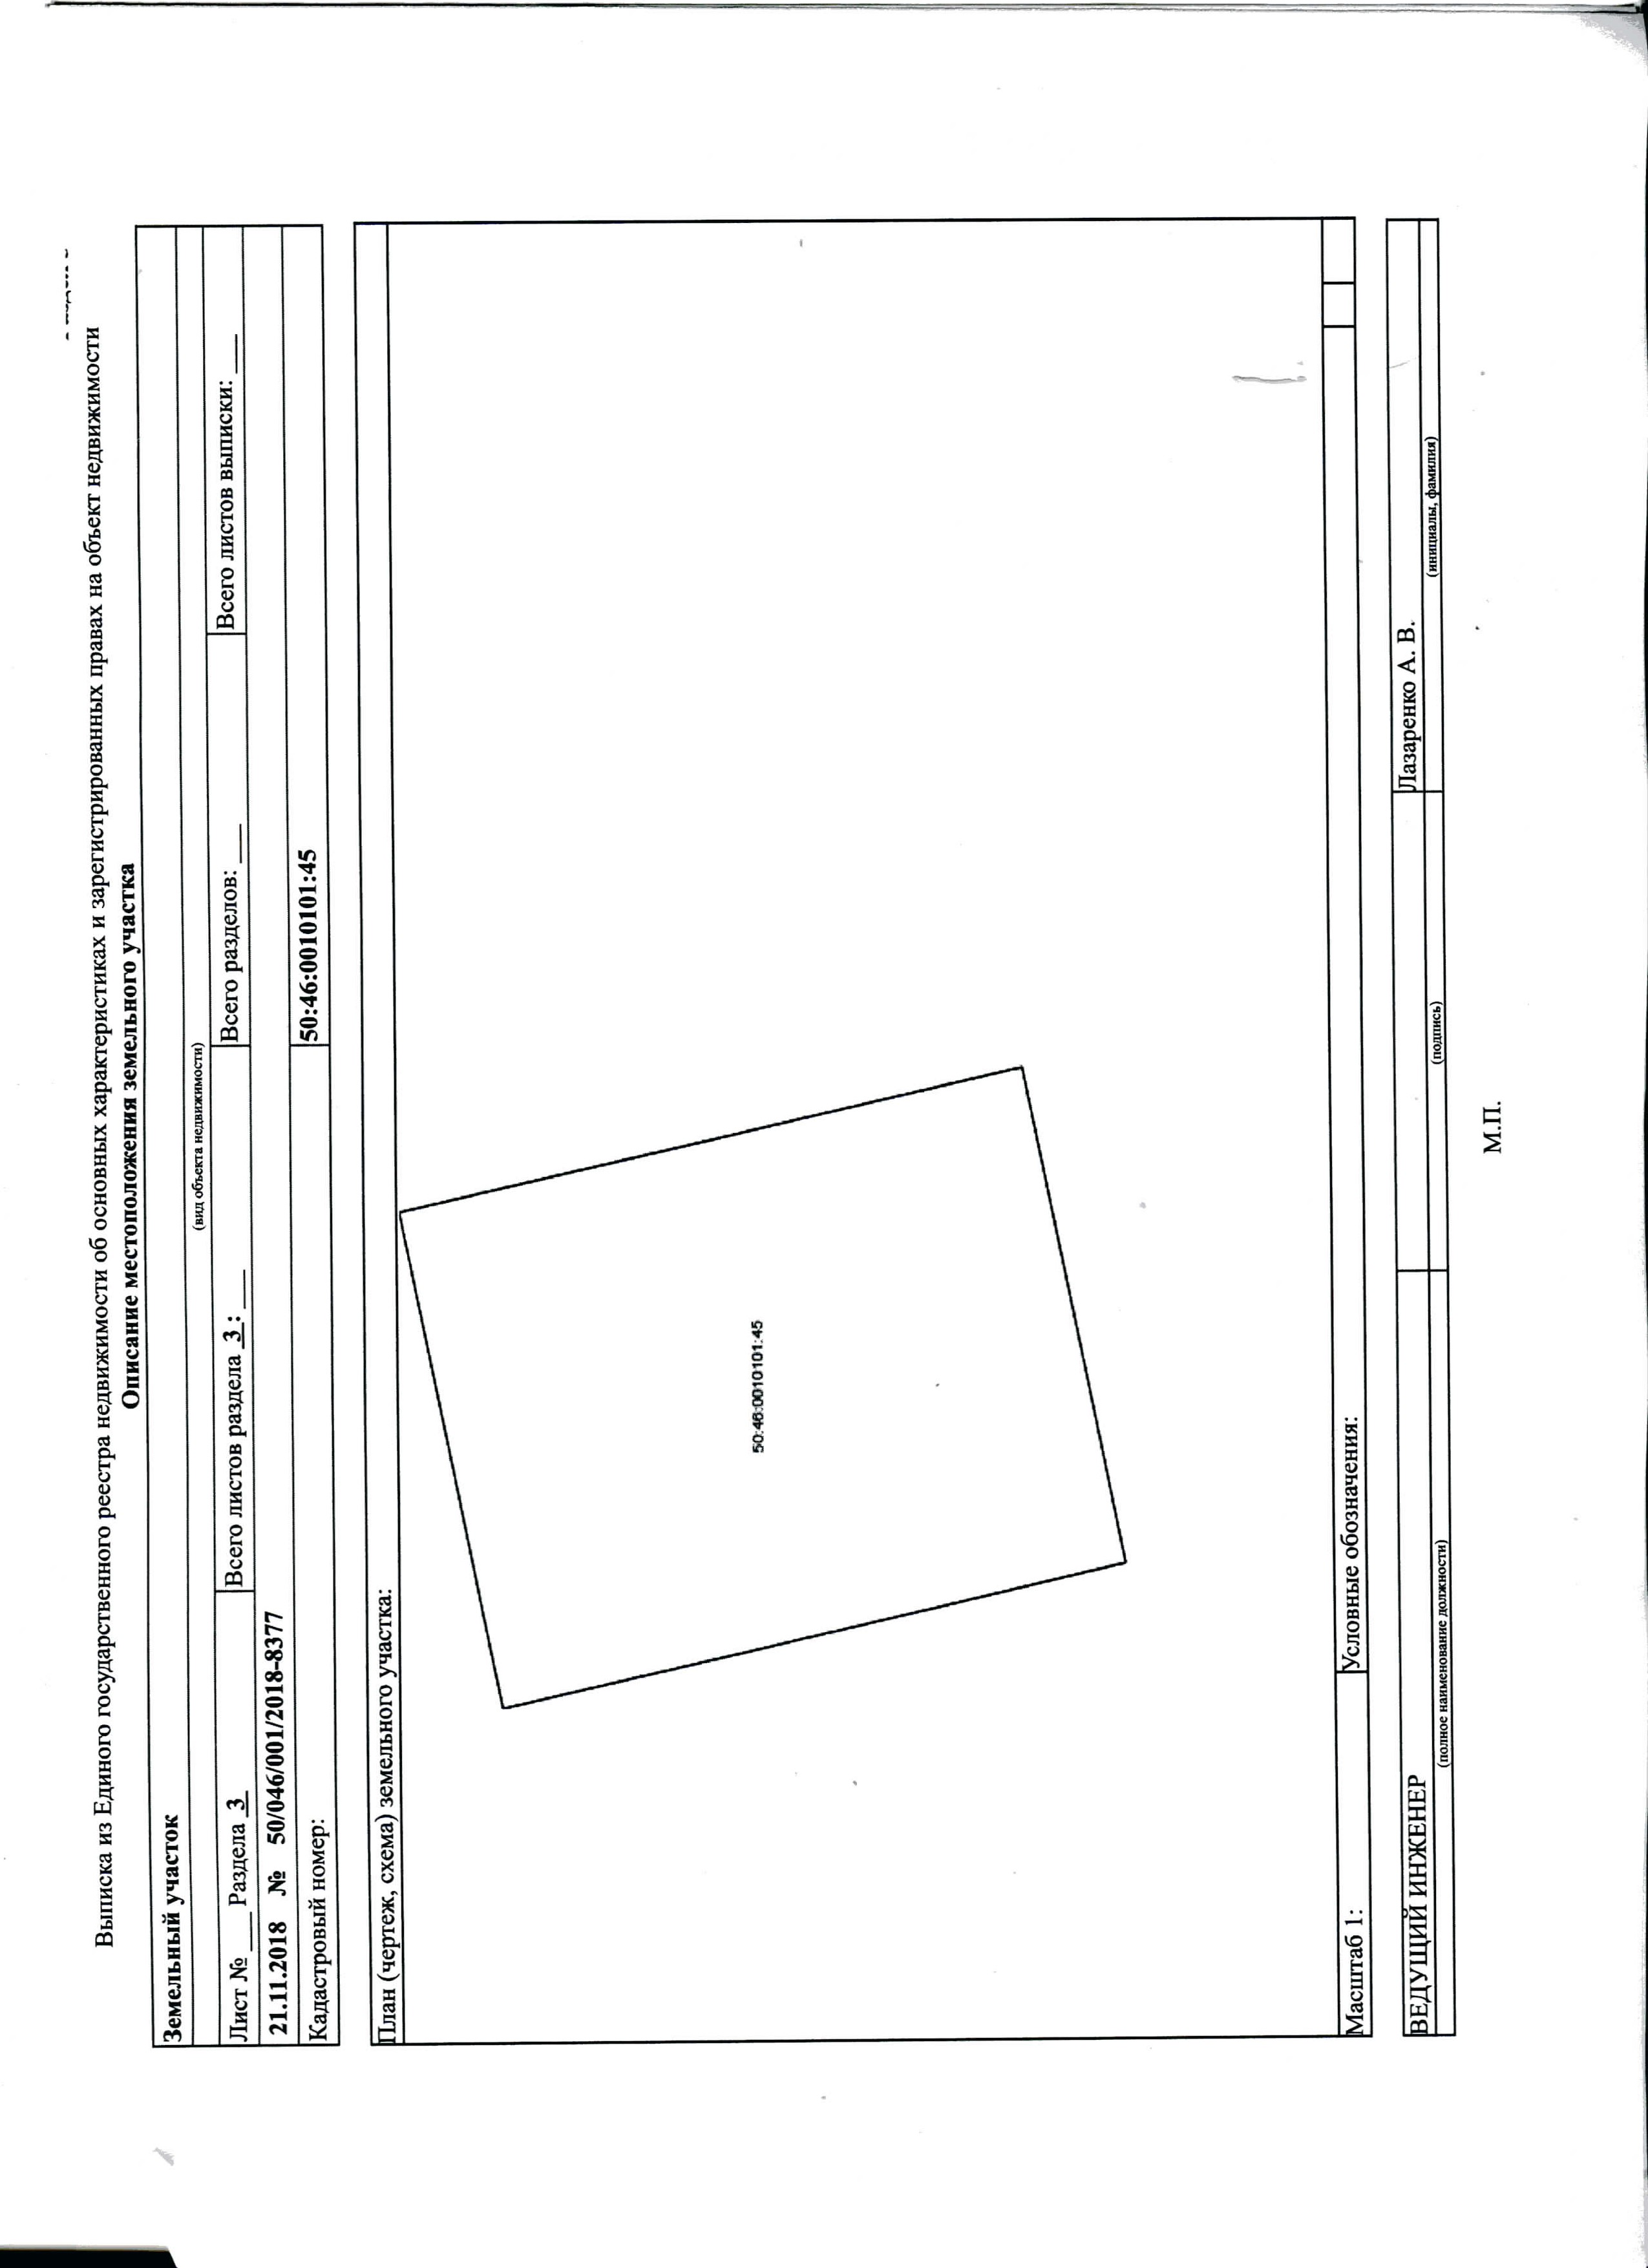 Выписка из Единого государственного реестра недвижимости об основных характеристиках и зарегистрированных правах на объект недвижимости
Описание местоположения земельного участка
Земельный участок
(вид объекта недвижимости)
Лист № ___ Раздела 3 Всего листов раздела 3 : ___ Всего разделов: ___ Всего листов выписки: ___
21.11.2018 № 50/046/001/2018-8377
Кадастровый номер: 50:46:0010101:45
План (чертеж, схема) земельного участка:
50:46:0010101:45
Масштаб 1: Условные обозначения:
ВЕДУЩИЙ ИНЖЕНЕР Лазаренко А. В.
(полное наименование должности) (подпись) (инициалы, фамилия)
М.П.